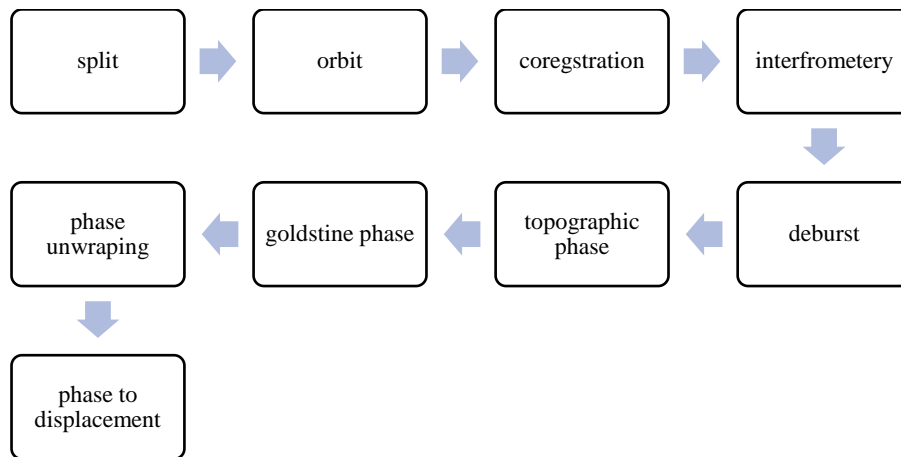 split
orbit
coregstration
interfrometery
deburst
topographic
phase
goldstine phase
phase
unwraping
phase to
displacement